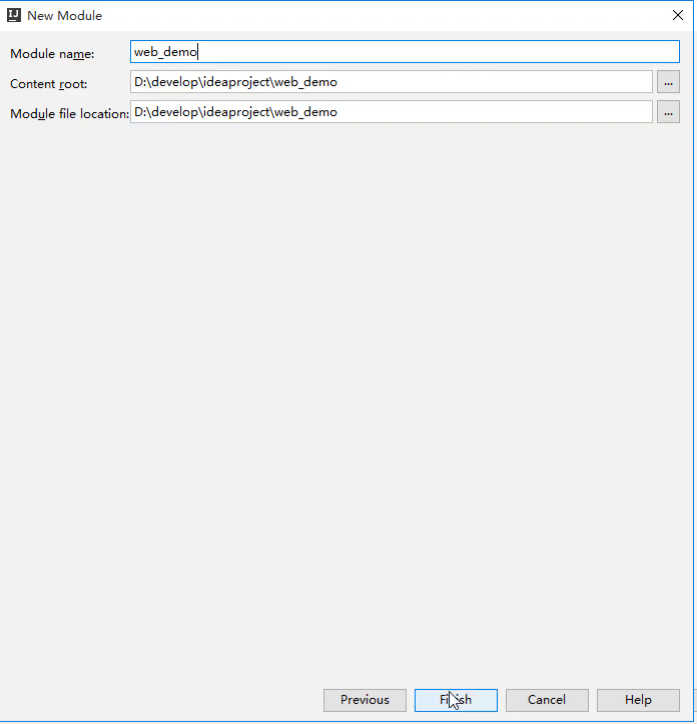 IJ New Module
Module name: web_demo
Content root: D:\develop\ideaproject\web_demo ...
Module file location: D:\develop\ideaproject\web_demo ...
Previous Finish Cancel Help